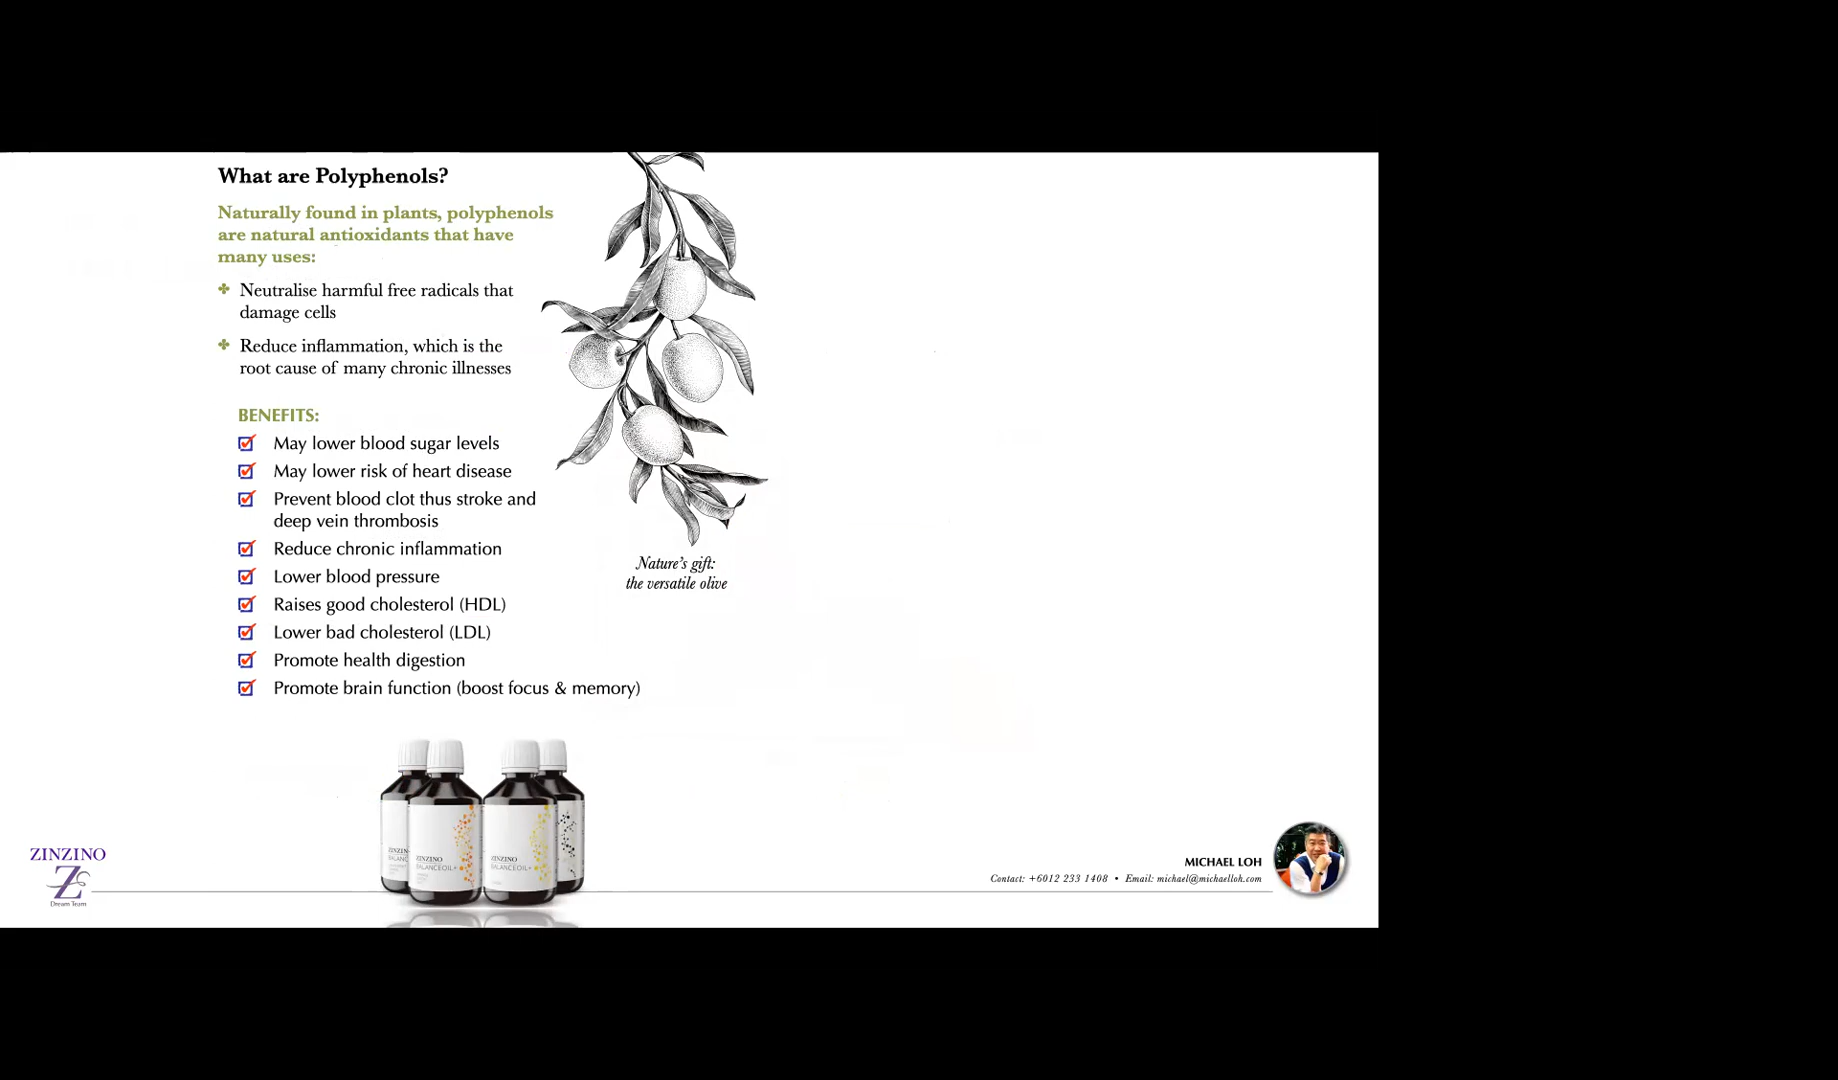 What are Polyphenols?
Naturally found in plants, polyphenols
are natural antioxidants that have
many uses:
Neutralise harmful free radicals that
damage cells
Reduce inflammation, which is the
root cause of many chronic illnesses
BENEFITS:
May lower blood sugar levels
May lower risk of heart disease
Prevent blood clot thus stroke and
deep vein thrombosis
Reduce chronic inflammation
Lower blood pressure
Raises good cholesterol (HDL)
Lower bad cholesterol (LDL)
Promote health digestion
Promote brain function (boost focus & memory)
Nature's gift:
the versatile olive
ZINZINO
BALANCEOIL+
ZINZINO
BALANCEOIL+
ZINZINO
Dream Team
MICHAEL LOH
Contact: +6012 233 1408 • Email: michael@michaelloh.com